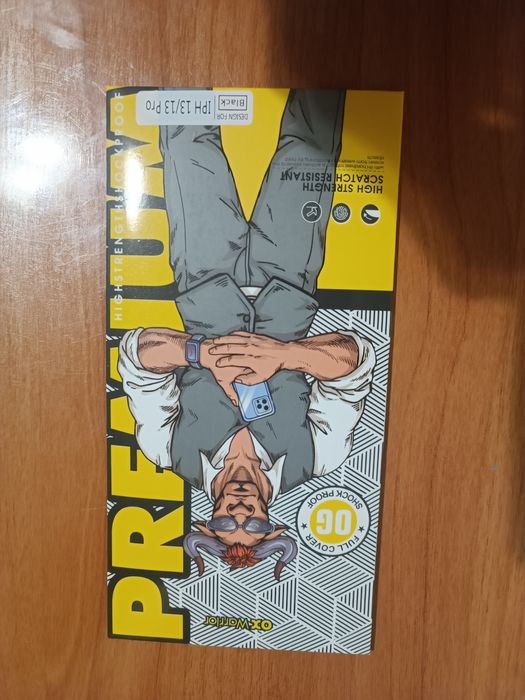 ox Warrior
FULL COVER
OG
SHOCK PROOF
PREMIUM
HIGH STRENGTH SHOCKPROOF
HIGH STRENGTH
SCRATCH RESISTANT
DESIGN FOR
Black
IPH 13/13 Pro